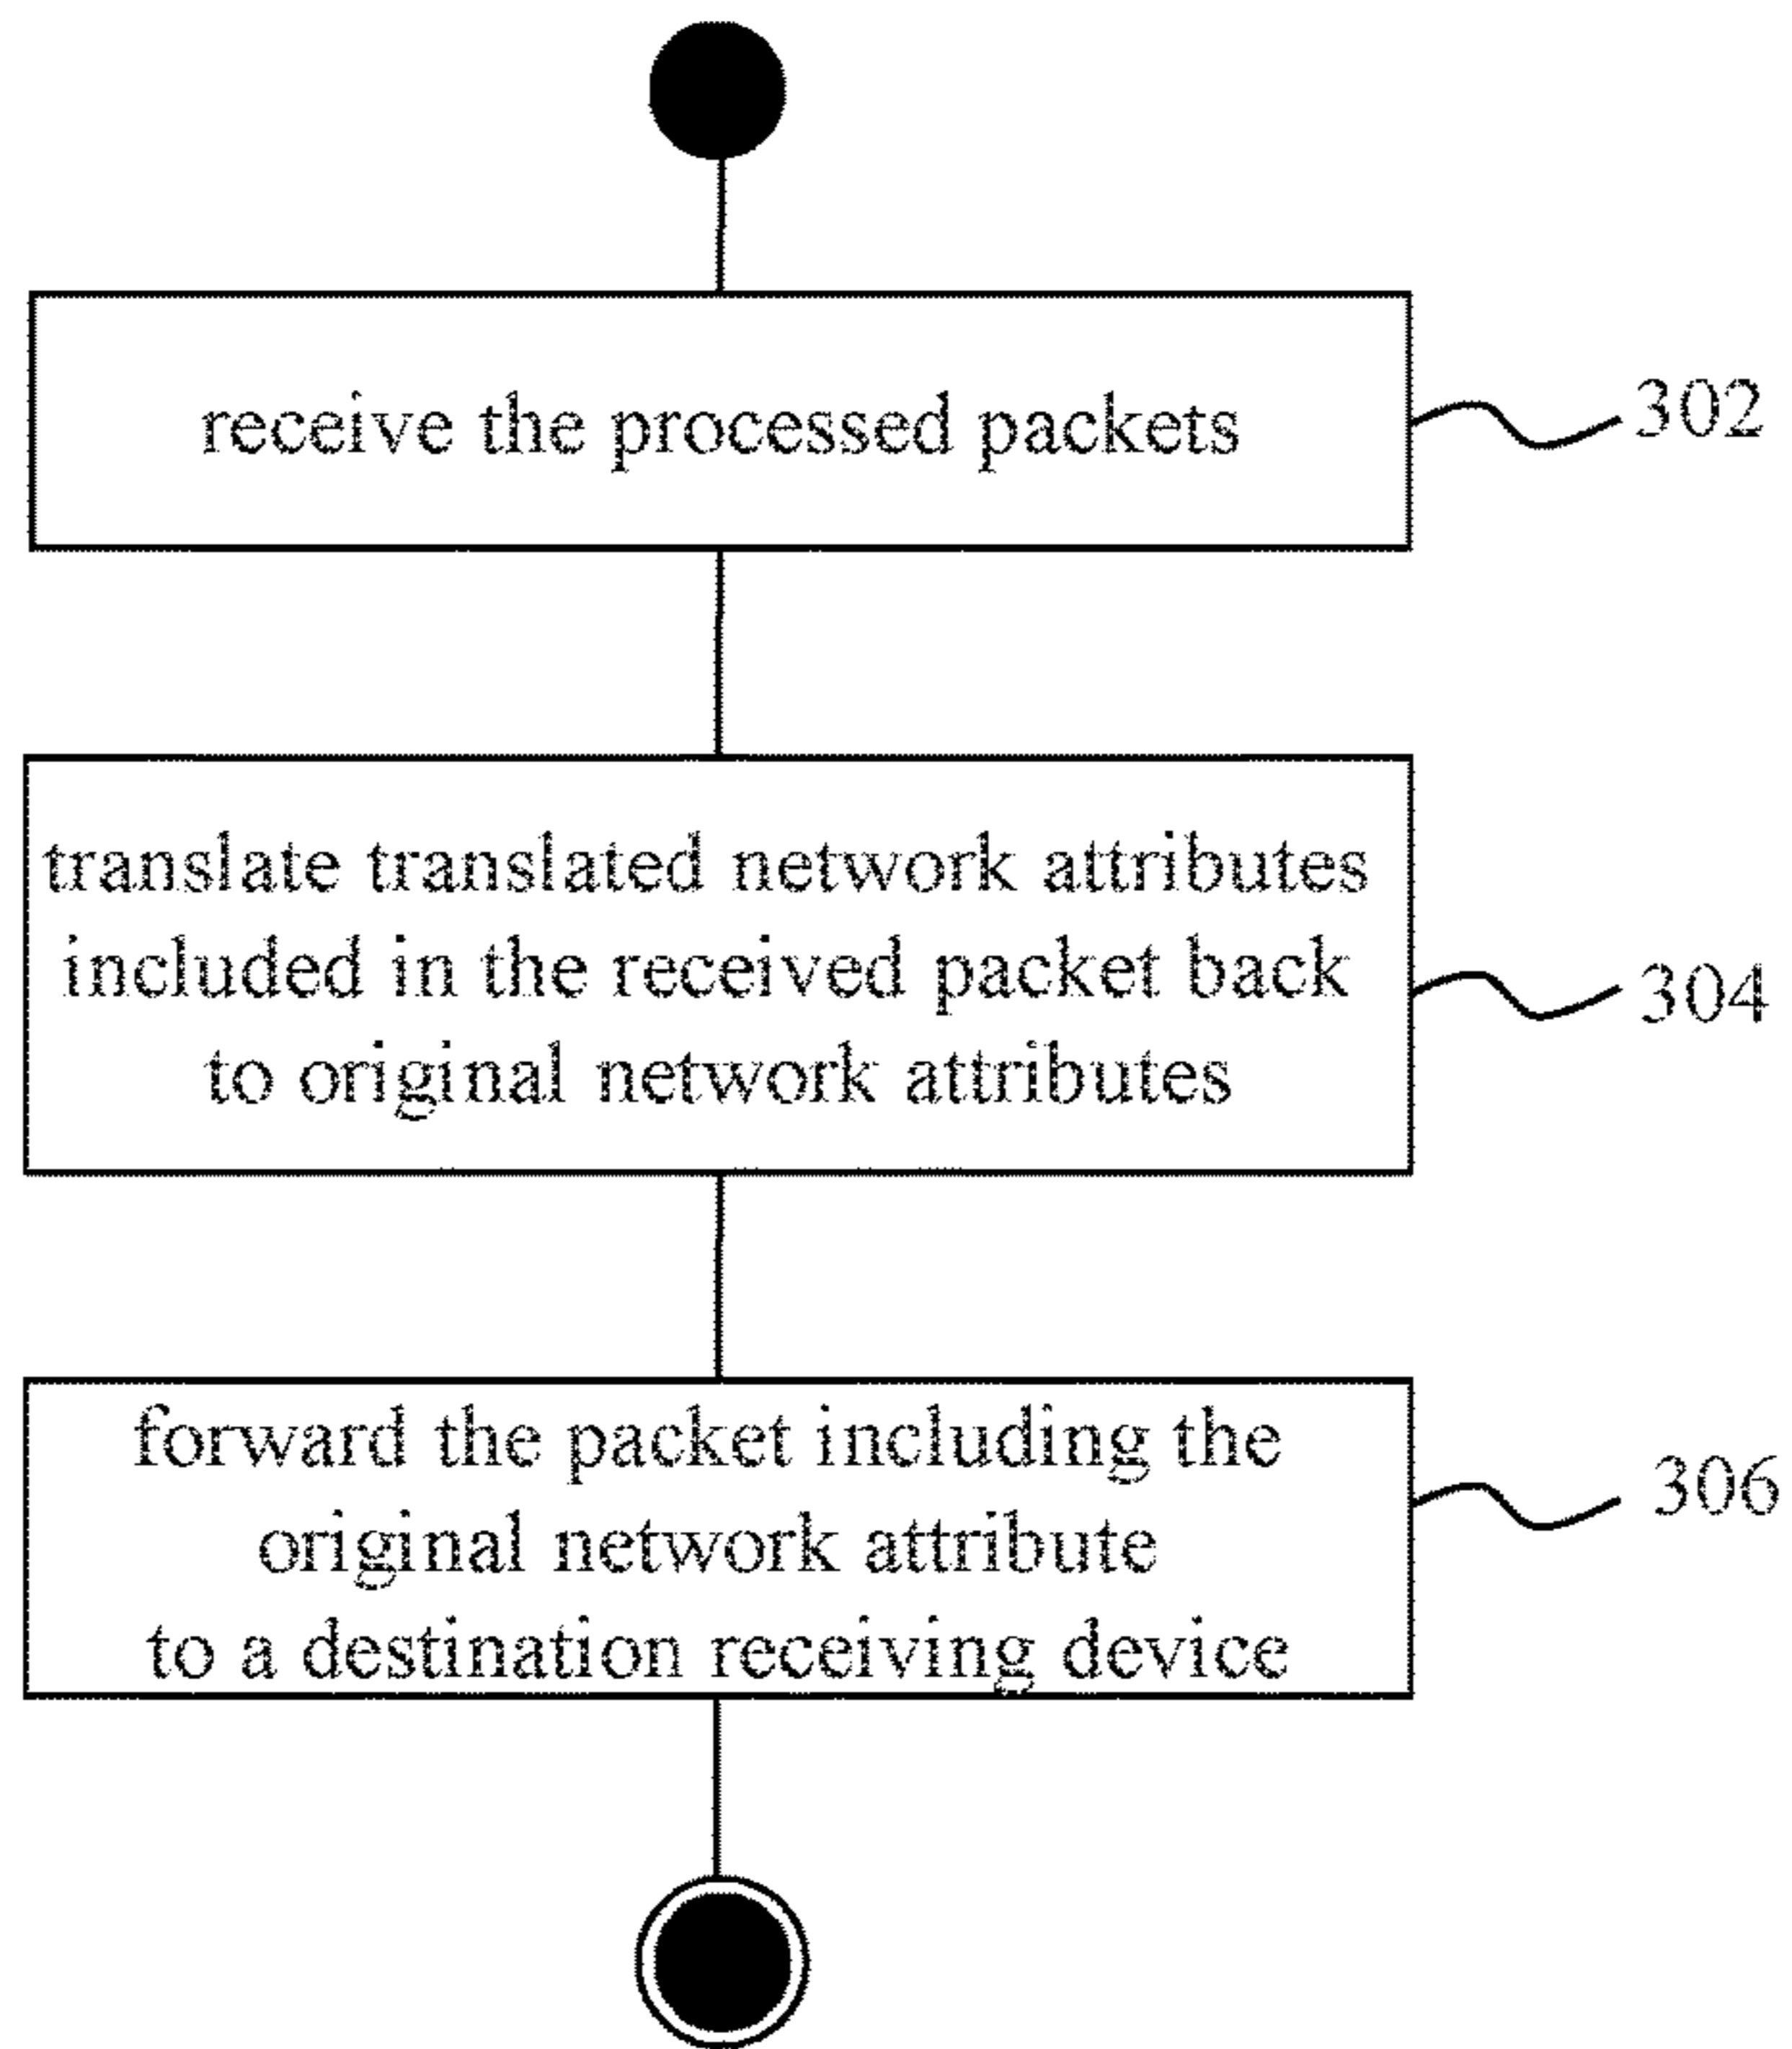 receive the processed packets
302
translate translated network attributes
included in the received packet back
to original network attributes
304
forward the packet including the
original network attribute
to a destination receiving device
306